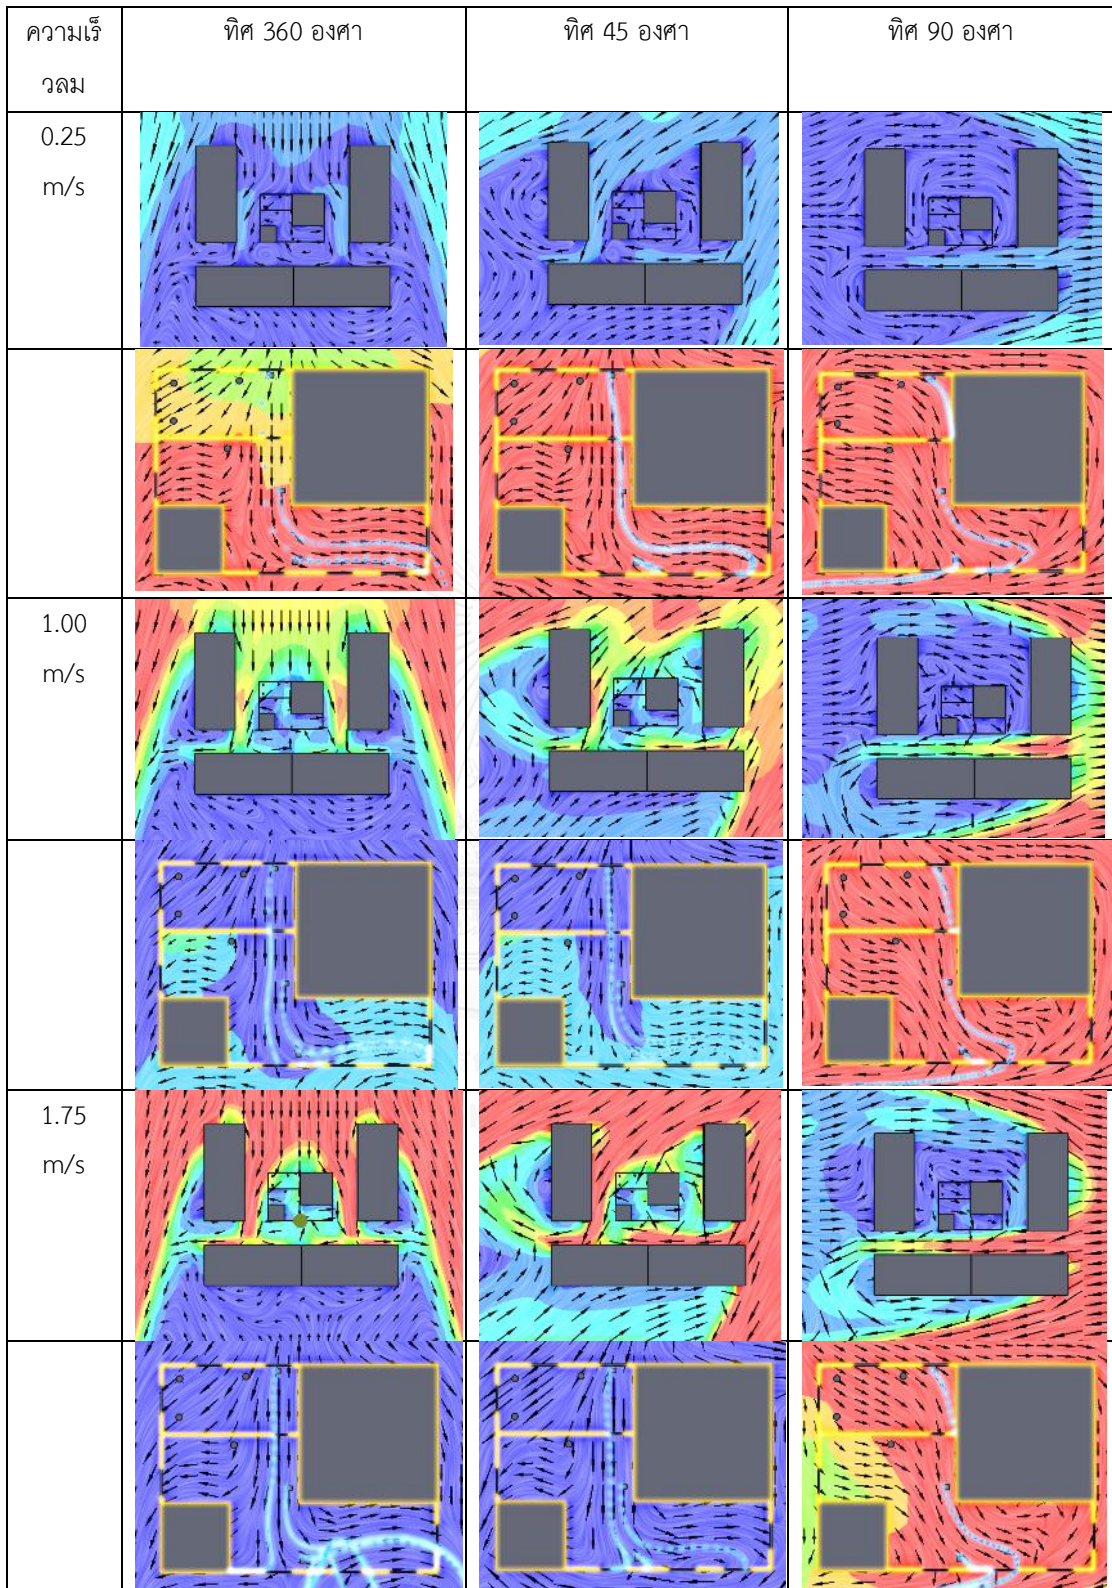 ความเร็
วลม
ทิศ 360 องศา
ทิศ 45 องศา
ทิศ 90 องศา
0.25
m/s
1.00
m/s
1.75
m/s